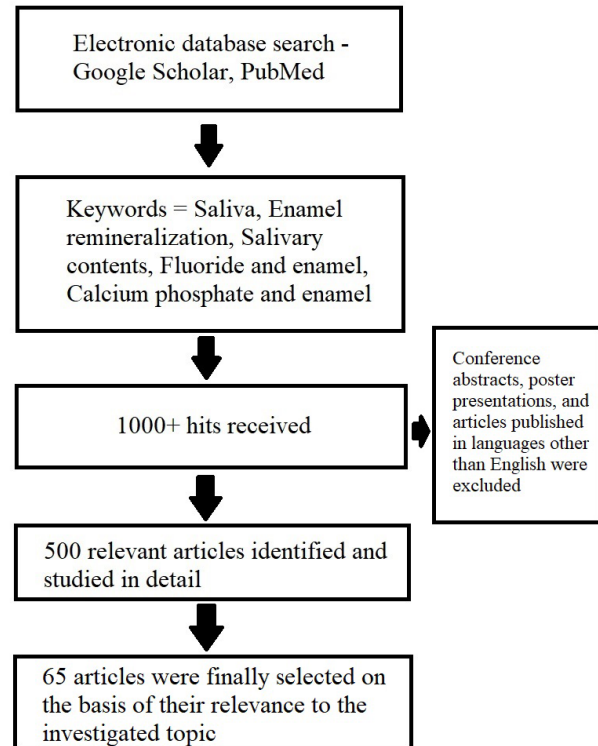 Electronic database search -
Google Scholar, PubMed
Keywords = Saliva, Enamel
remineralization, Salivary
contents, Fluoride and enamel,
Calcium phosphate and enamel
1000+ hits received
Conference
abstracts, poster
presentations, and
articles published
in languages other
than English were
excluded
500 relevant articles identified and
studied in detail
65 articles were finally selected on
the basis of their relevance to the
investigated topic